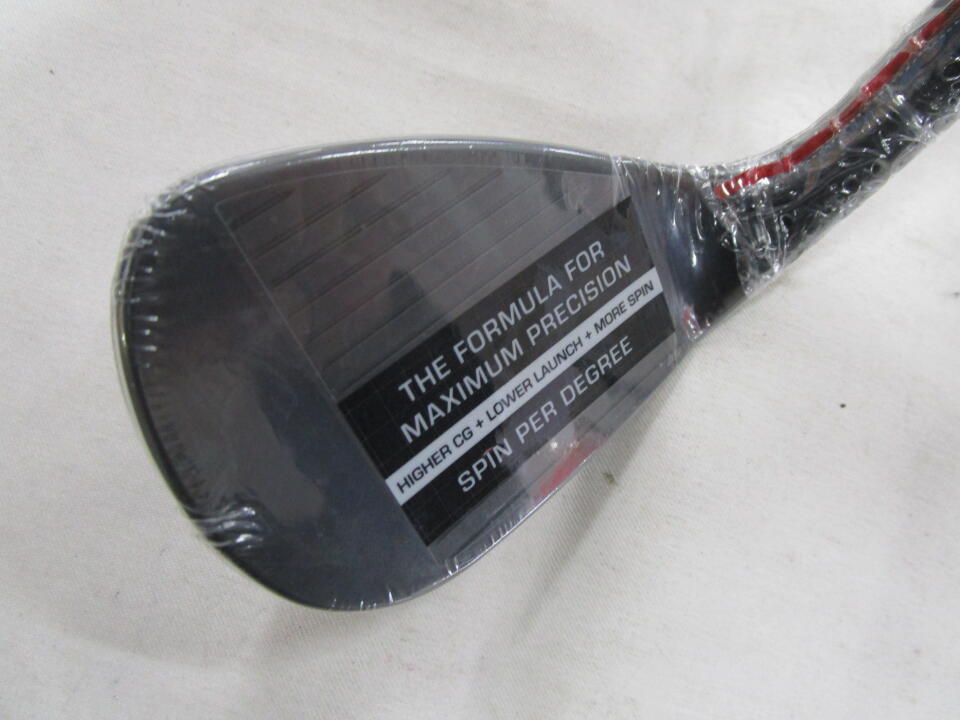 THE FORMULA FOR
MAXIMUM PRECISION
HIGHER CG + LOWER LAUNCH + MORE SPIN
SPIN PER DEGREE